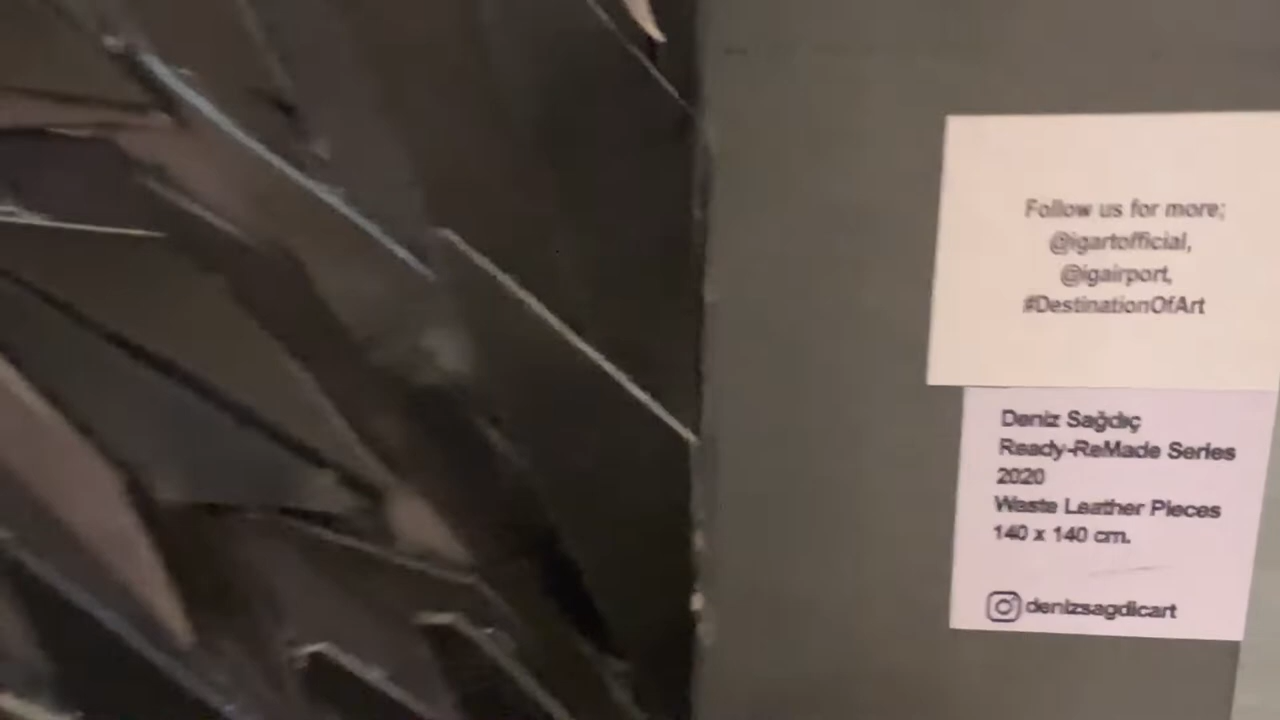 Follow us for more;
@igartofficial,
@igairport,
#DestinationOfArt
Deniz Sağdıç
Ready-ReMade Series
2020
Waste Leather Pieces
140 x 140 cm.
denizsagdicart